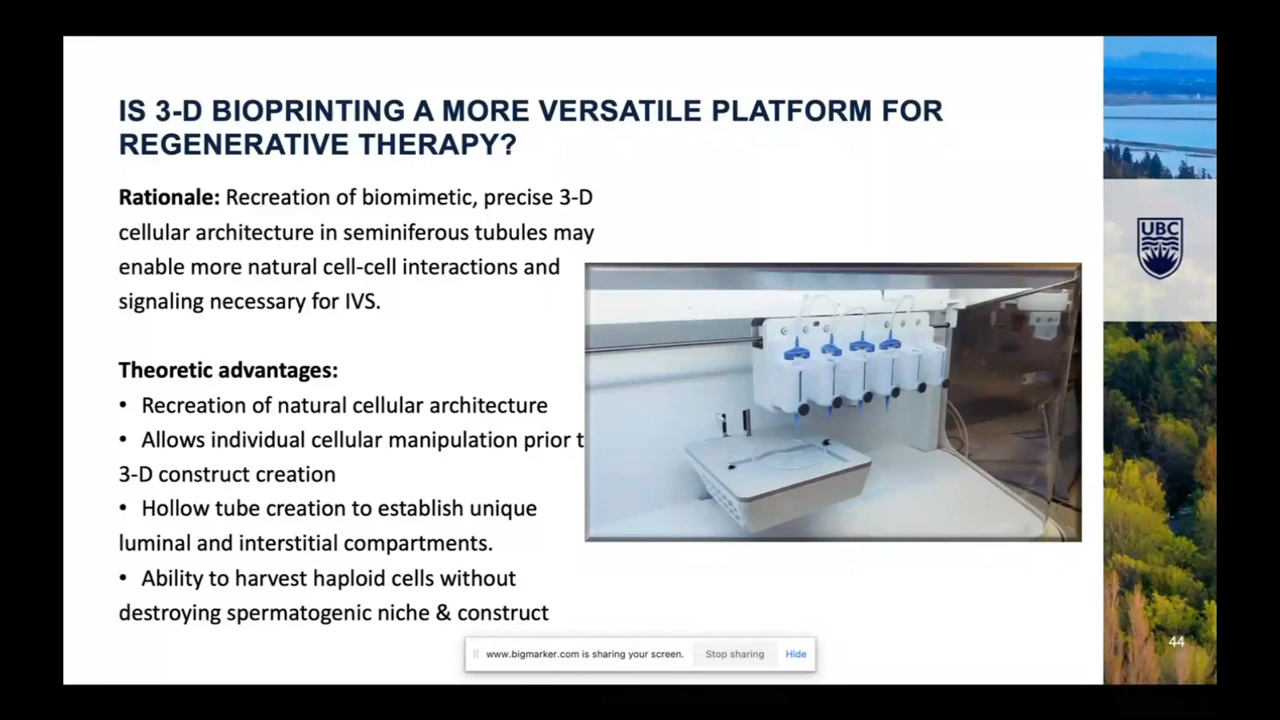 IS 3-D BIOPRINTING A MORE VERSATILE PLATFORM FOR
REGENERATIVE THERAPY?
Rationale: Recreation of biomimetic, precise 3-D
cellular architecture in seminiferous tubules may
enable more natural cell-cell interactions and
signaling necessary for IVS.
Theoretic advantages:
• Recreation of natural cellular architecture
• Allows individual cellular manipulation prior t
3-D construct creation
• Hollow tube creation to establish unique
luminal and interstitial compartments.
• Ability to harvest haploid cells without
destroying spermatogenic niche & construct
UBC
44
www.bigmarker.com is sharing your screen. Stop sharing Hide